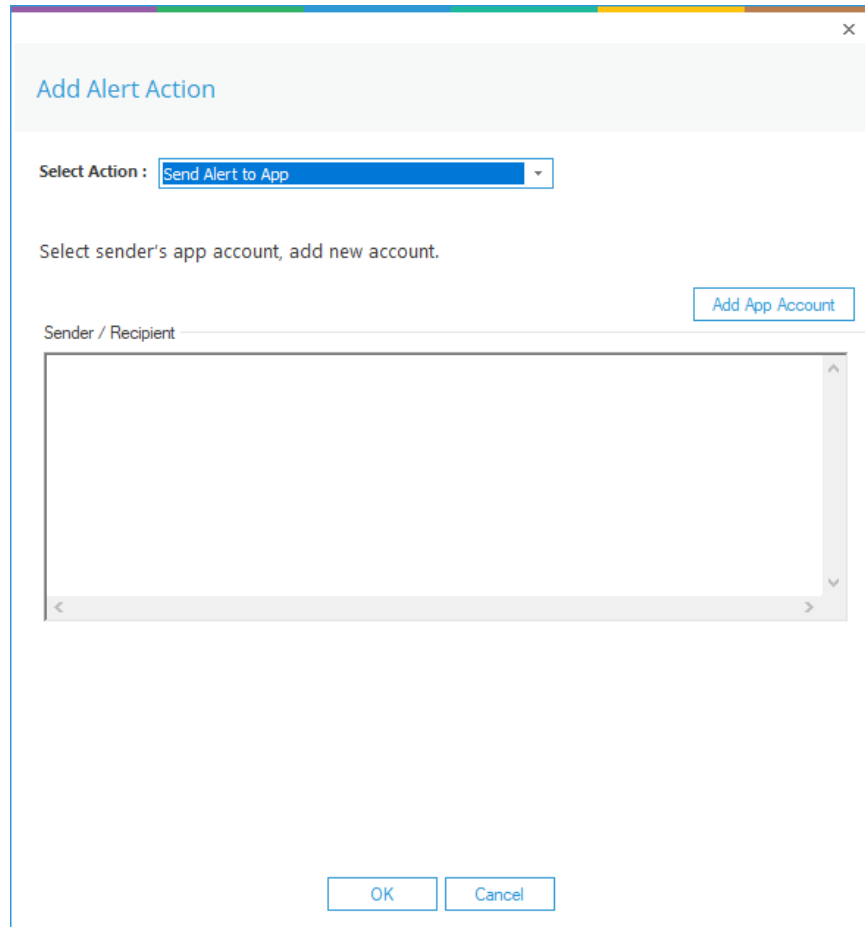 Add Alert Action
Select Action : Send Alert to App
Select sender's app account, add new account.
Add App Account
Sender / Recipient
OK Cancel